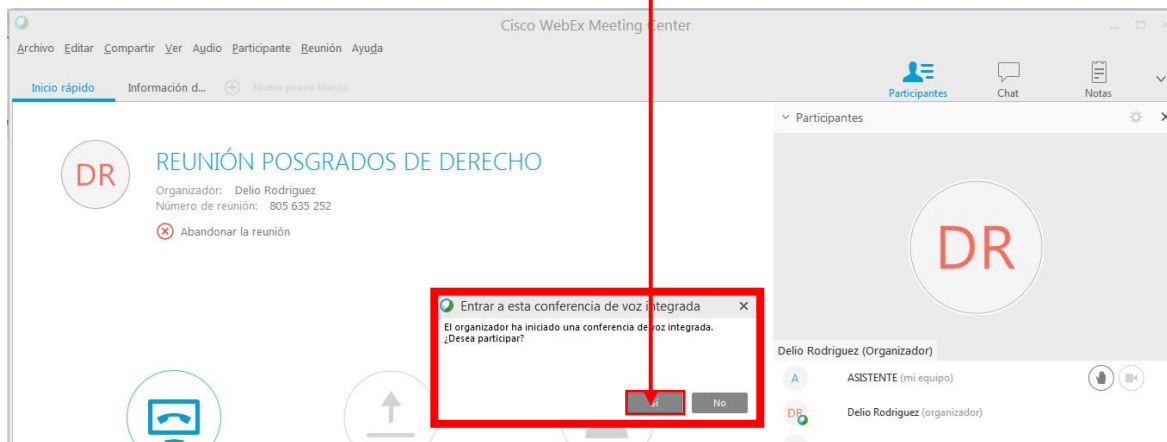 Cisco WebEx Meeting Center
Archivo Editar Compartir Ver Audio Participante Reunión Ayuda
Inicio rápido Información d... Nueva pizarra blanca
Participantes Chat Notas
Participantes
DR
REUNIÓN POSGRADOS DE DERECHO
Organizador: Delio Rodriguez
Número de reunión: 805 635 252
Abandonar la reunión
DR
Entrar a esta conferencia de voz integrada
El organizador ha iniciado una conferencia de voz integrada.
¿Desea participar?
Sí No
Delio Rodriguez (Organizador)
A ASISTENTE (mi equipo)
DR Delio Rodriguez (organizador)